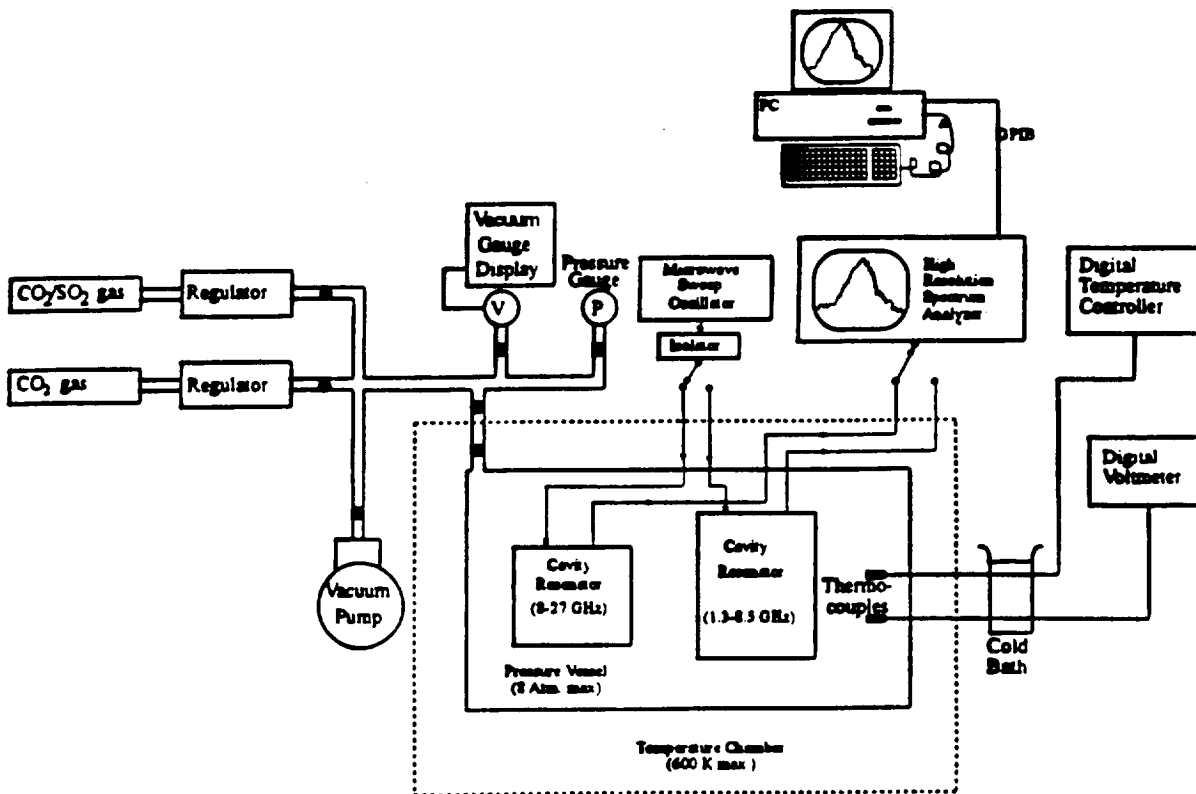 PC
GPIB
Vacuum
Gauge
Display
Pressure
Gauge
V
P
Microwave
Sweep
Oscillator
Isolator
High
Resolution
Spectrum
Analyzer
Digital
Temperature
Controller
CO₂/SO₂ gas
Regulator
CO₂ gas
Regulator
Digital
Voltmeter
Vacuum
Pump
Cavity
Resonator
(8-27 GHz)
Cavity
Resonator
(1.3-8.5 GHz)
Thermo-
couples
Cold
Bath
Pressure Vessel
(8 Atm. max)
Temperature Chamber
(600 K max )